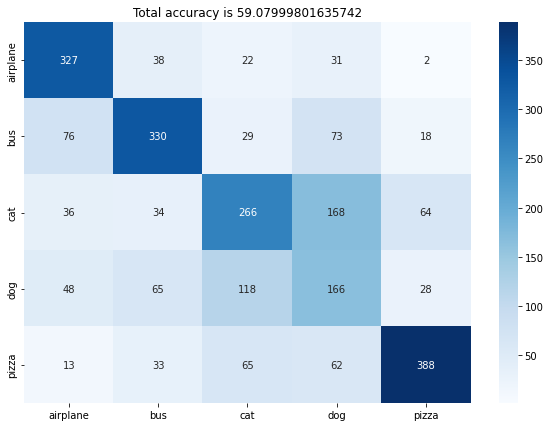 Total accuracy is 59.07999801635742
airplane 327 38 22 31 2
bus 76 330 29 73 18
cat 36 34 266 168 64
dog 48 65 118 166 28
pizza 13 33 65 62 388
airplane bus cat dog pizza
350
300
250
200
150
100
50